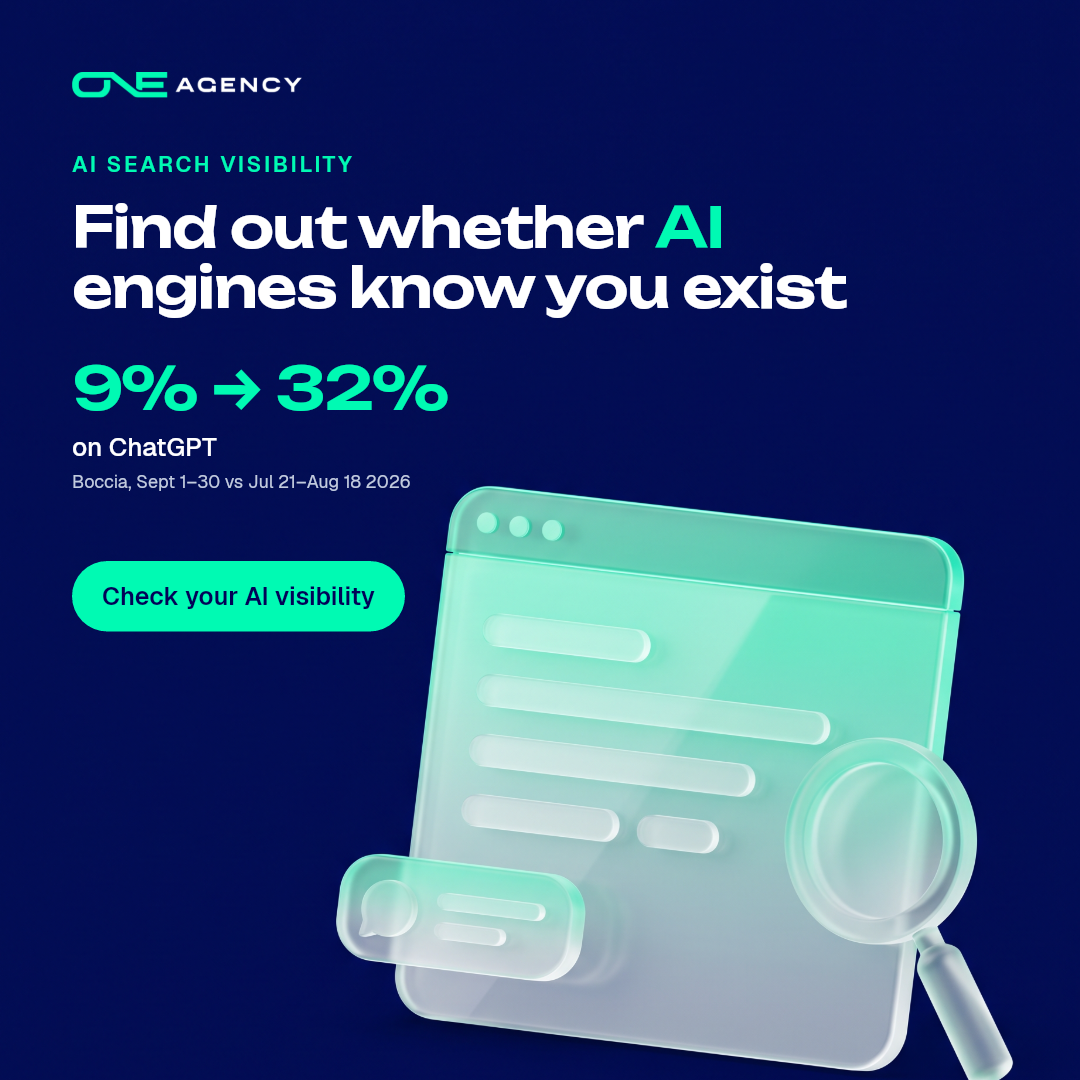 ONE AGENCY
AI SEARCH VISIBILITY
Find out whether AI
engines know you exist
9% → 32%
on ChatGPT
Boccia, Sept 1–30 vs Jul 21–Aug 18 2026
Check your AI visibility